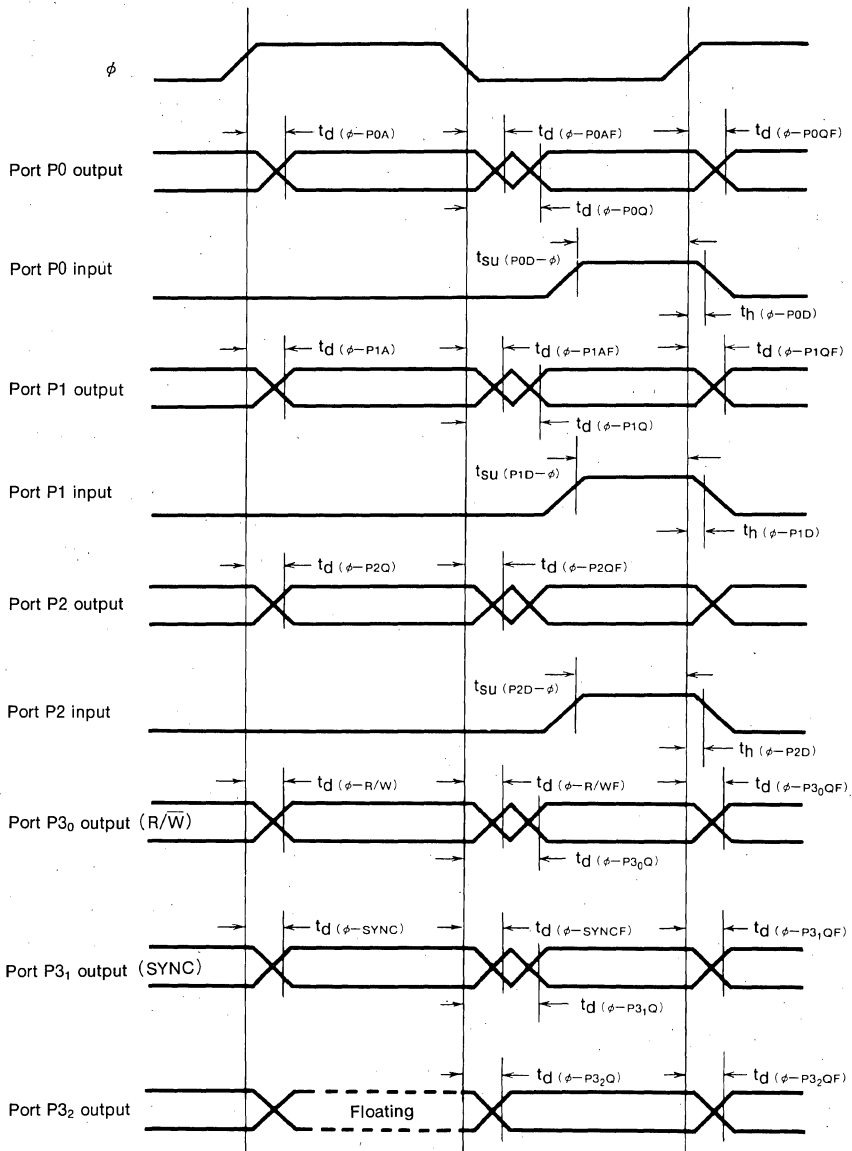 φ
td (φ−P0A) td (φ−P0AF) td (φ−P0QF)
Port P0 output
td (φ−P0Q)
tsu (P0D−φ)
Port P0 input
th (φ−P0D)
td (φ−P1A) td (φ−P1AF) td (φ−P1QF)
Port P1 output
td (φ−P1Q)
tsu (P1D−φ)
Port P1 input
th (φ−P1D)
td (φ−P2Q) td (φ−P2QF)
Port P2 output
tsu (P2D−φ)
Port P2 input
th (φ−P2D)
td (φ−R/W) td (φ−R/WF) td (φ−P3₀QF)
Port P3₀ output (R/W̅)
td (φ−P3₀Q)
td (φ−SYNC) td (φ−SYNCF) td (φ−P3₁QF)
Port P3₁ output (SYNC)
td (φ−P3₁Q)
td (φ−P3₂Q) td (φ−P3₂QF)
Port P3₂ output Floating